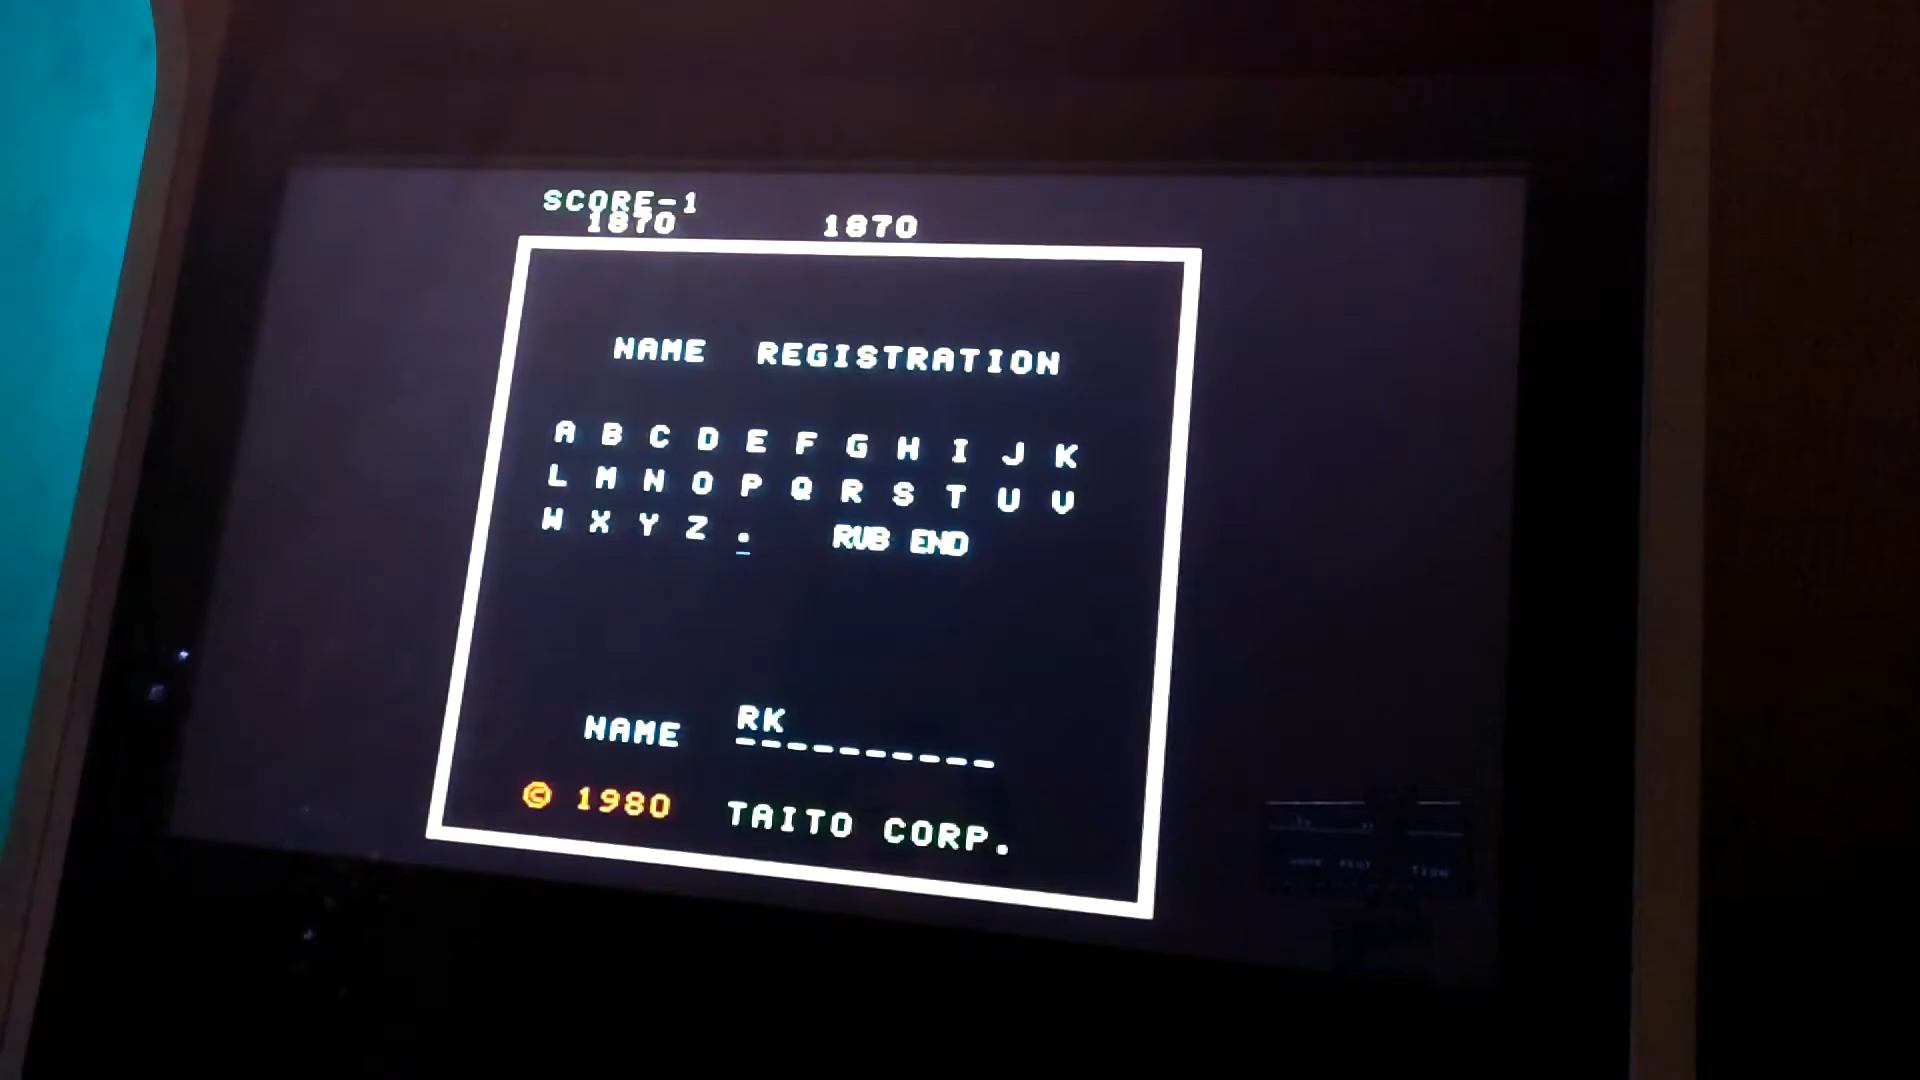 SCORE-1
1870 1870
NAME REGISTRATION
A B C D E F G H I J K
L M N O P Q R S T U V
W X Y Z . RUB END
RK
NAME
© 1980 TAITO CORP.